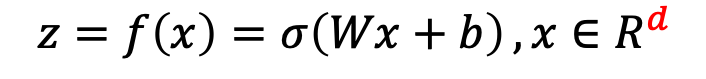 z = f(x) = σ(Wx + b) , x ∈ R^d